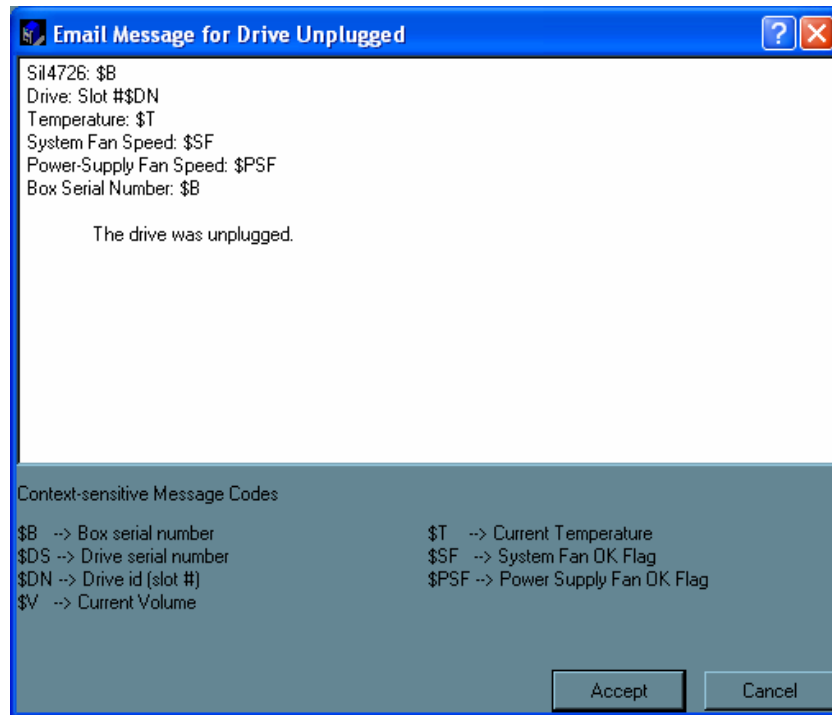 Email Message for Drive Unplugged
SiI4726: $B
Drive: Slot #$DN
Temperature: $T
System Fan Speed: $SF
Power-Supply Fan Speed: $PSF
Box Serial Number: $B
The drive was unplugged.
Context-sensitive Message Codes
$B --> Box serial number
$DS --> Drive serial number
$DN --> Drive id (slot #)
$V --> Current Volume
$T --> Current Temperature
$SF --> System Fan OK Flag
$PSF --> Power Supply Fan OK Flag
Accept
Cancel